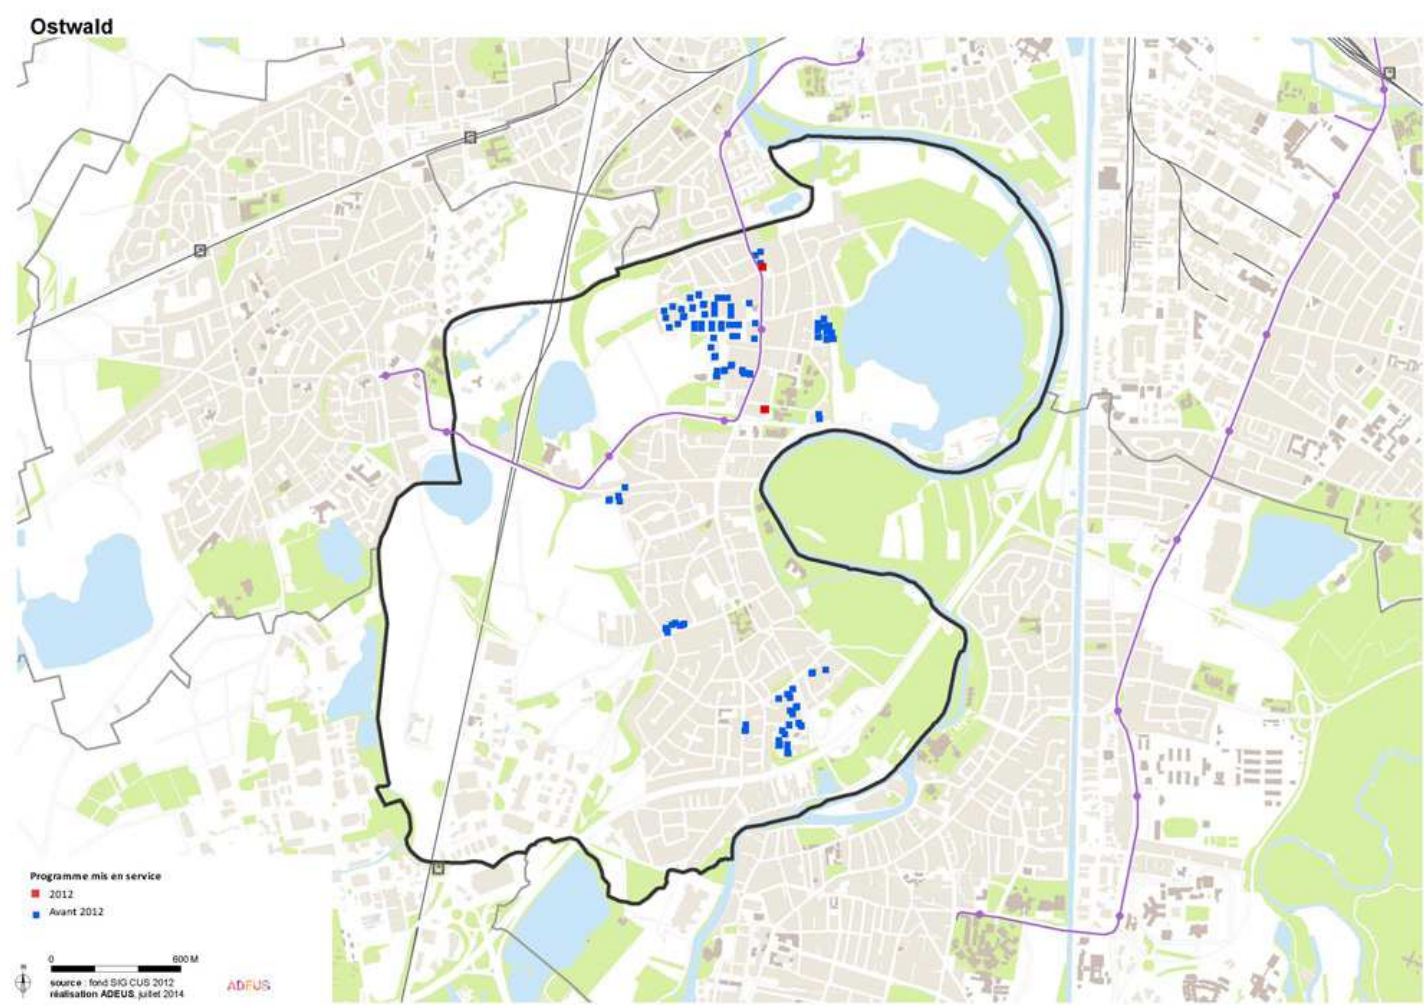 Ostwald
Programme mis en service
2012
Avant 2012
0 600 M
N
source : fond SIG CUS 2012
réalisation ADEUS, juillet 2014
ADEUS